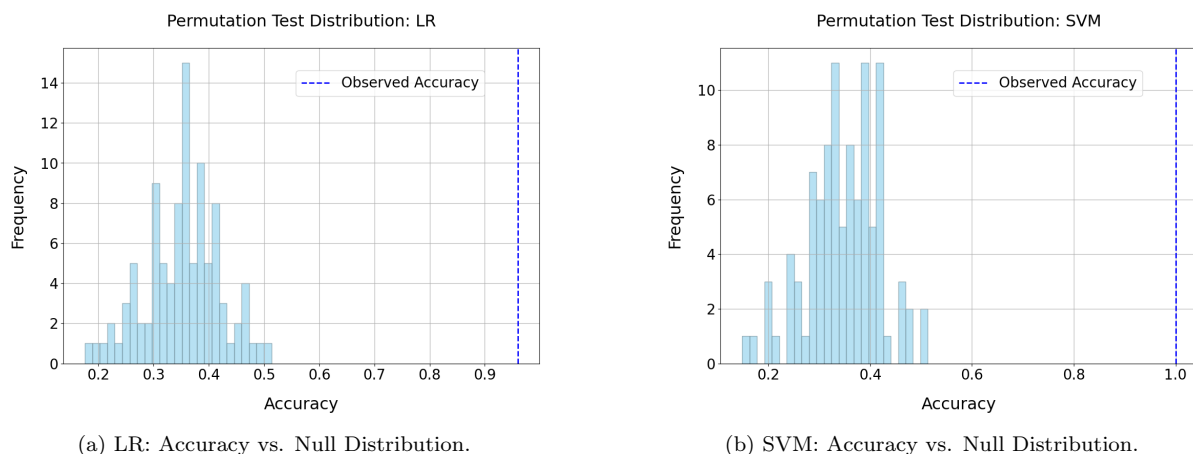 Permutation Test Distribution: LR
Observed Accuracy
Frequency
14
12
10
8
6
4
2
0
0.2 0.3 0.4 0.5 0.6 0.7 0.8 0.9
Accuracy
(a) LR: Accuracy vs. Null Distribution.
Permutation Test Distribution: SVM
Observed Accuracy
Frequency
10
8
6
4
2
0
0.2 0.4 0.6 0.8 1.0
Accuracy
(b) SVM: Accuracy vs. Null Distribution.